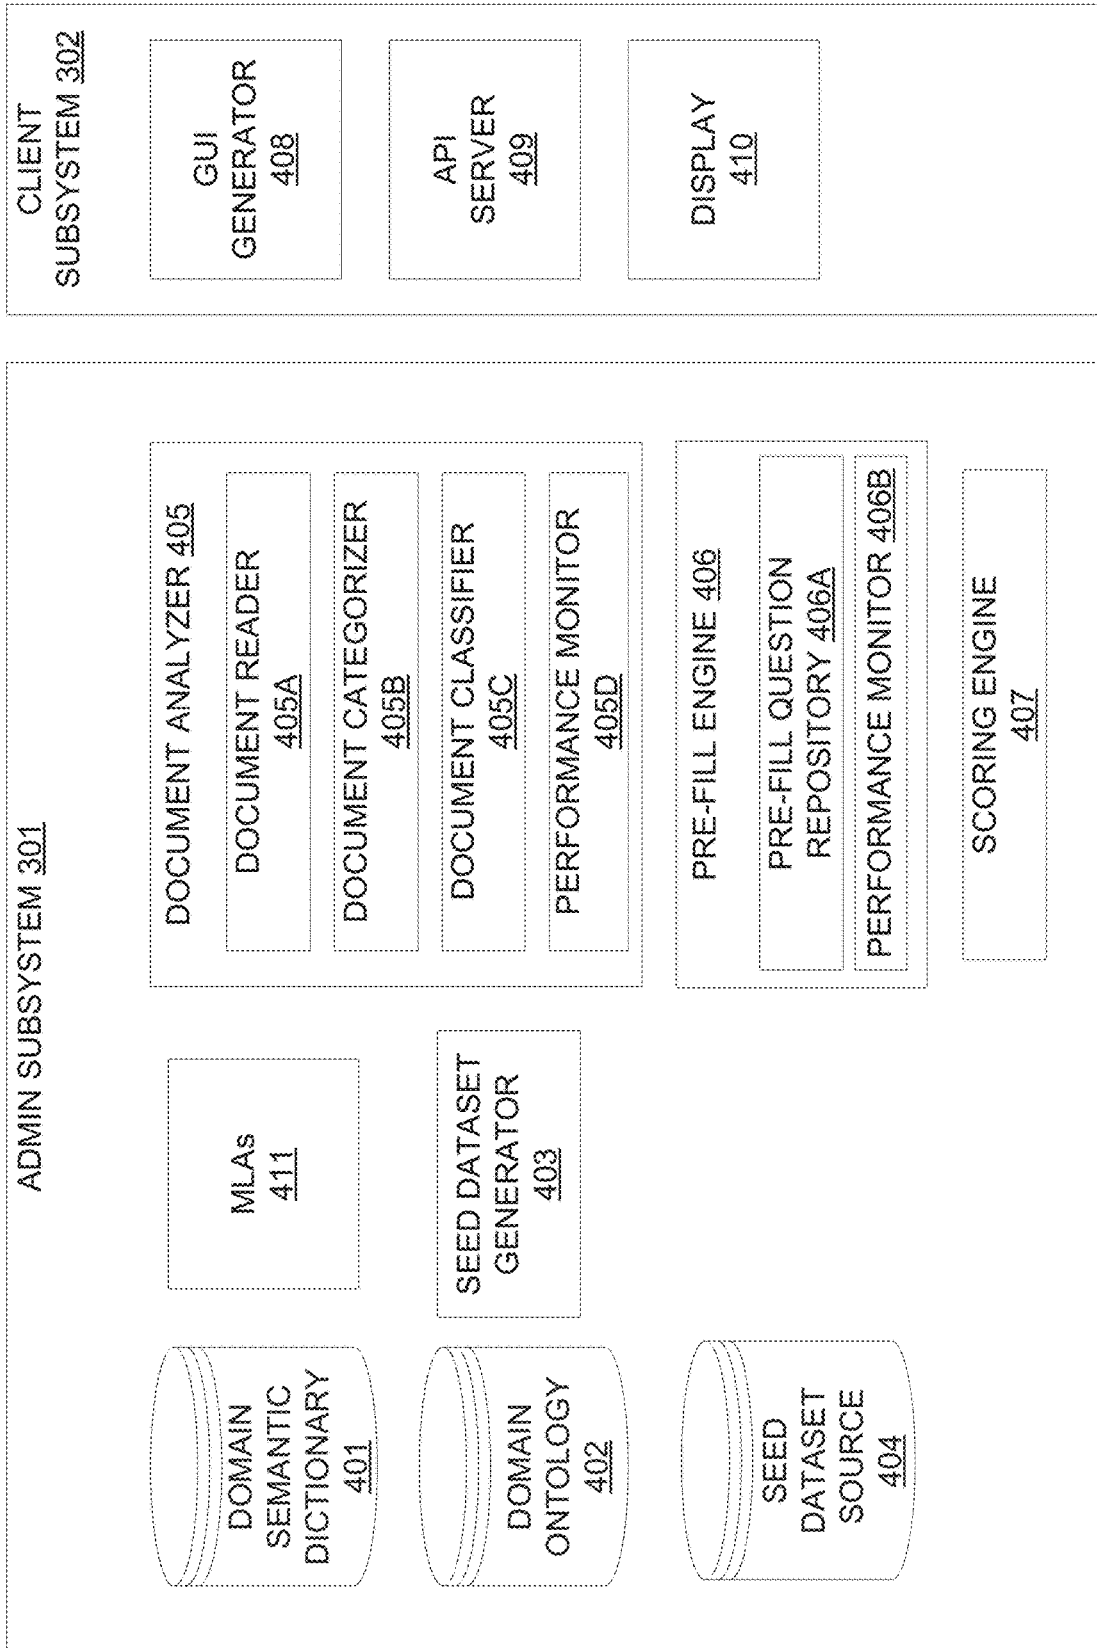 ADMIN SUBSYSTEM 301
DOMAIN
SEMANTIC
DICTIONARY
401
DOMAIN
ONTOLOGY
402
SEED
DATASET
SOURCE
404
MLAs
411
SEED DATASET
GENERATOR
403
DOCUMENT ANALYZER 405
DOCUMENT READER
405A
DOCUMENT CATEGORIZER
405B
DOCUMENT CLASSIFIER
405C
PERFORMANCE MONITOR
405D
PRE-FILL ENGINE 406
PRE-FILL QUESTION
REPOSITORY 406A
PERFORMANCE MONITOR 406B
SCORING ENGINE
407
CLIENT
SUBSYSTEM 302
GUI
GENERATOR
408
API
SERVER
409
DISPLAY
410